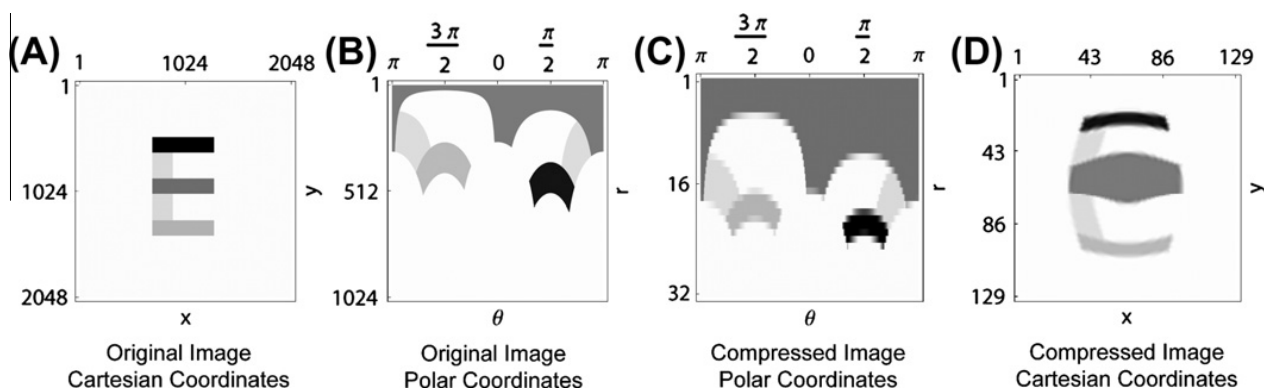 (A)
1 1024 2048
1
1024
2048
y
x
Original Image
Cartesian Coordinates
(B)
π 3π/2 0 π/2 π
1
512
1024
r
θ
Original Image
Polar Coordinates
(C)
π 3π/2 0 π/2 π
1
16
32
r
θ
Compressed Image
Polar Coordinates
(D)
1 43 86 129
1
43
86
129
y
x
Compressed Image
Cartesian Coordinates